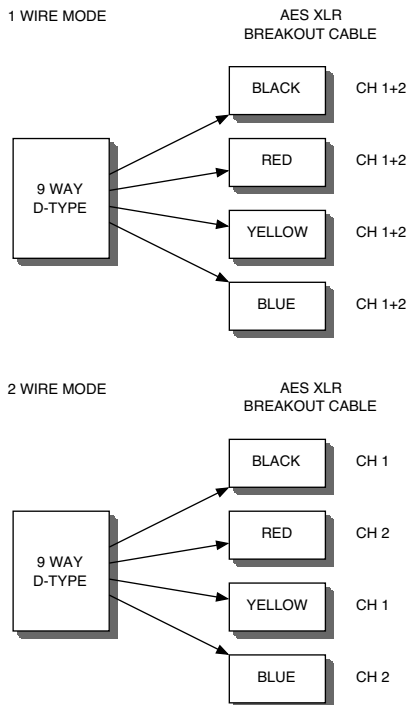 1 WIRE MODE
AES XLR
BREAKOUT CABLE
BLACK
CH 1+2
RED
CH 1+2
9 WAY
D-TYPE
YELLOW
CH 1+2
BLUE
CH 1+2
2 WIRE MODE
AES XLR
BREAKOUT CABLE
BLACK
CH 1
RED
CH 2
9 WAY
D-TYPE
YELLOW
CH 1
BLUE
CH 2